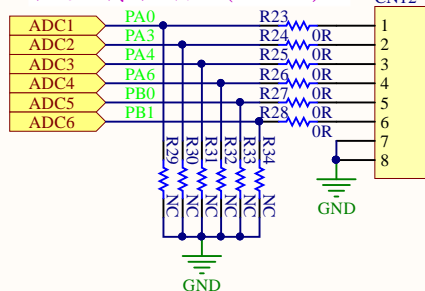 CN12
ADC1 PA0 R23 0R 1
ADC2 PA3 R24 0R 2
ADC3 PA4 R25 0R 3
ADC4 PA6 R26 0R 4
ADC5 PB0 R27 0R 5
ADC6 PB1 R28 0R 6
7
8
R29 R30 R31 R32 R33 R34
NC NC NC NC NC NC
GND
GND